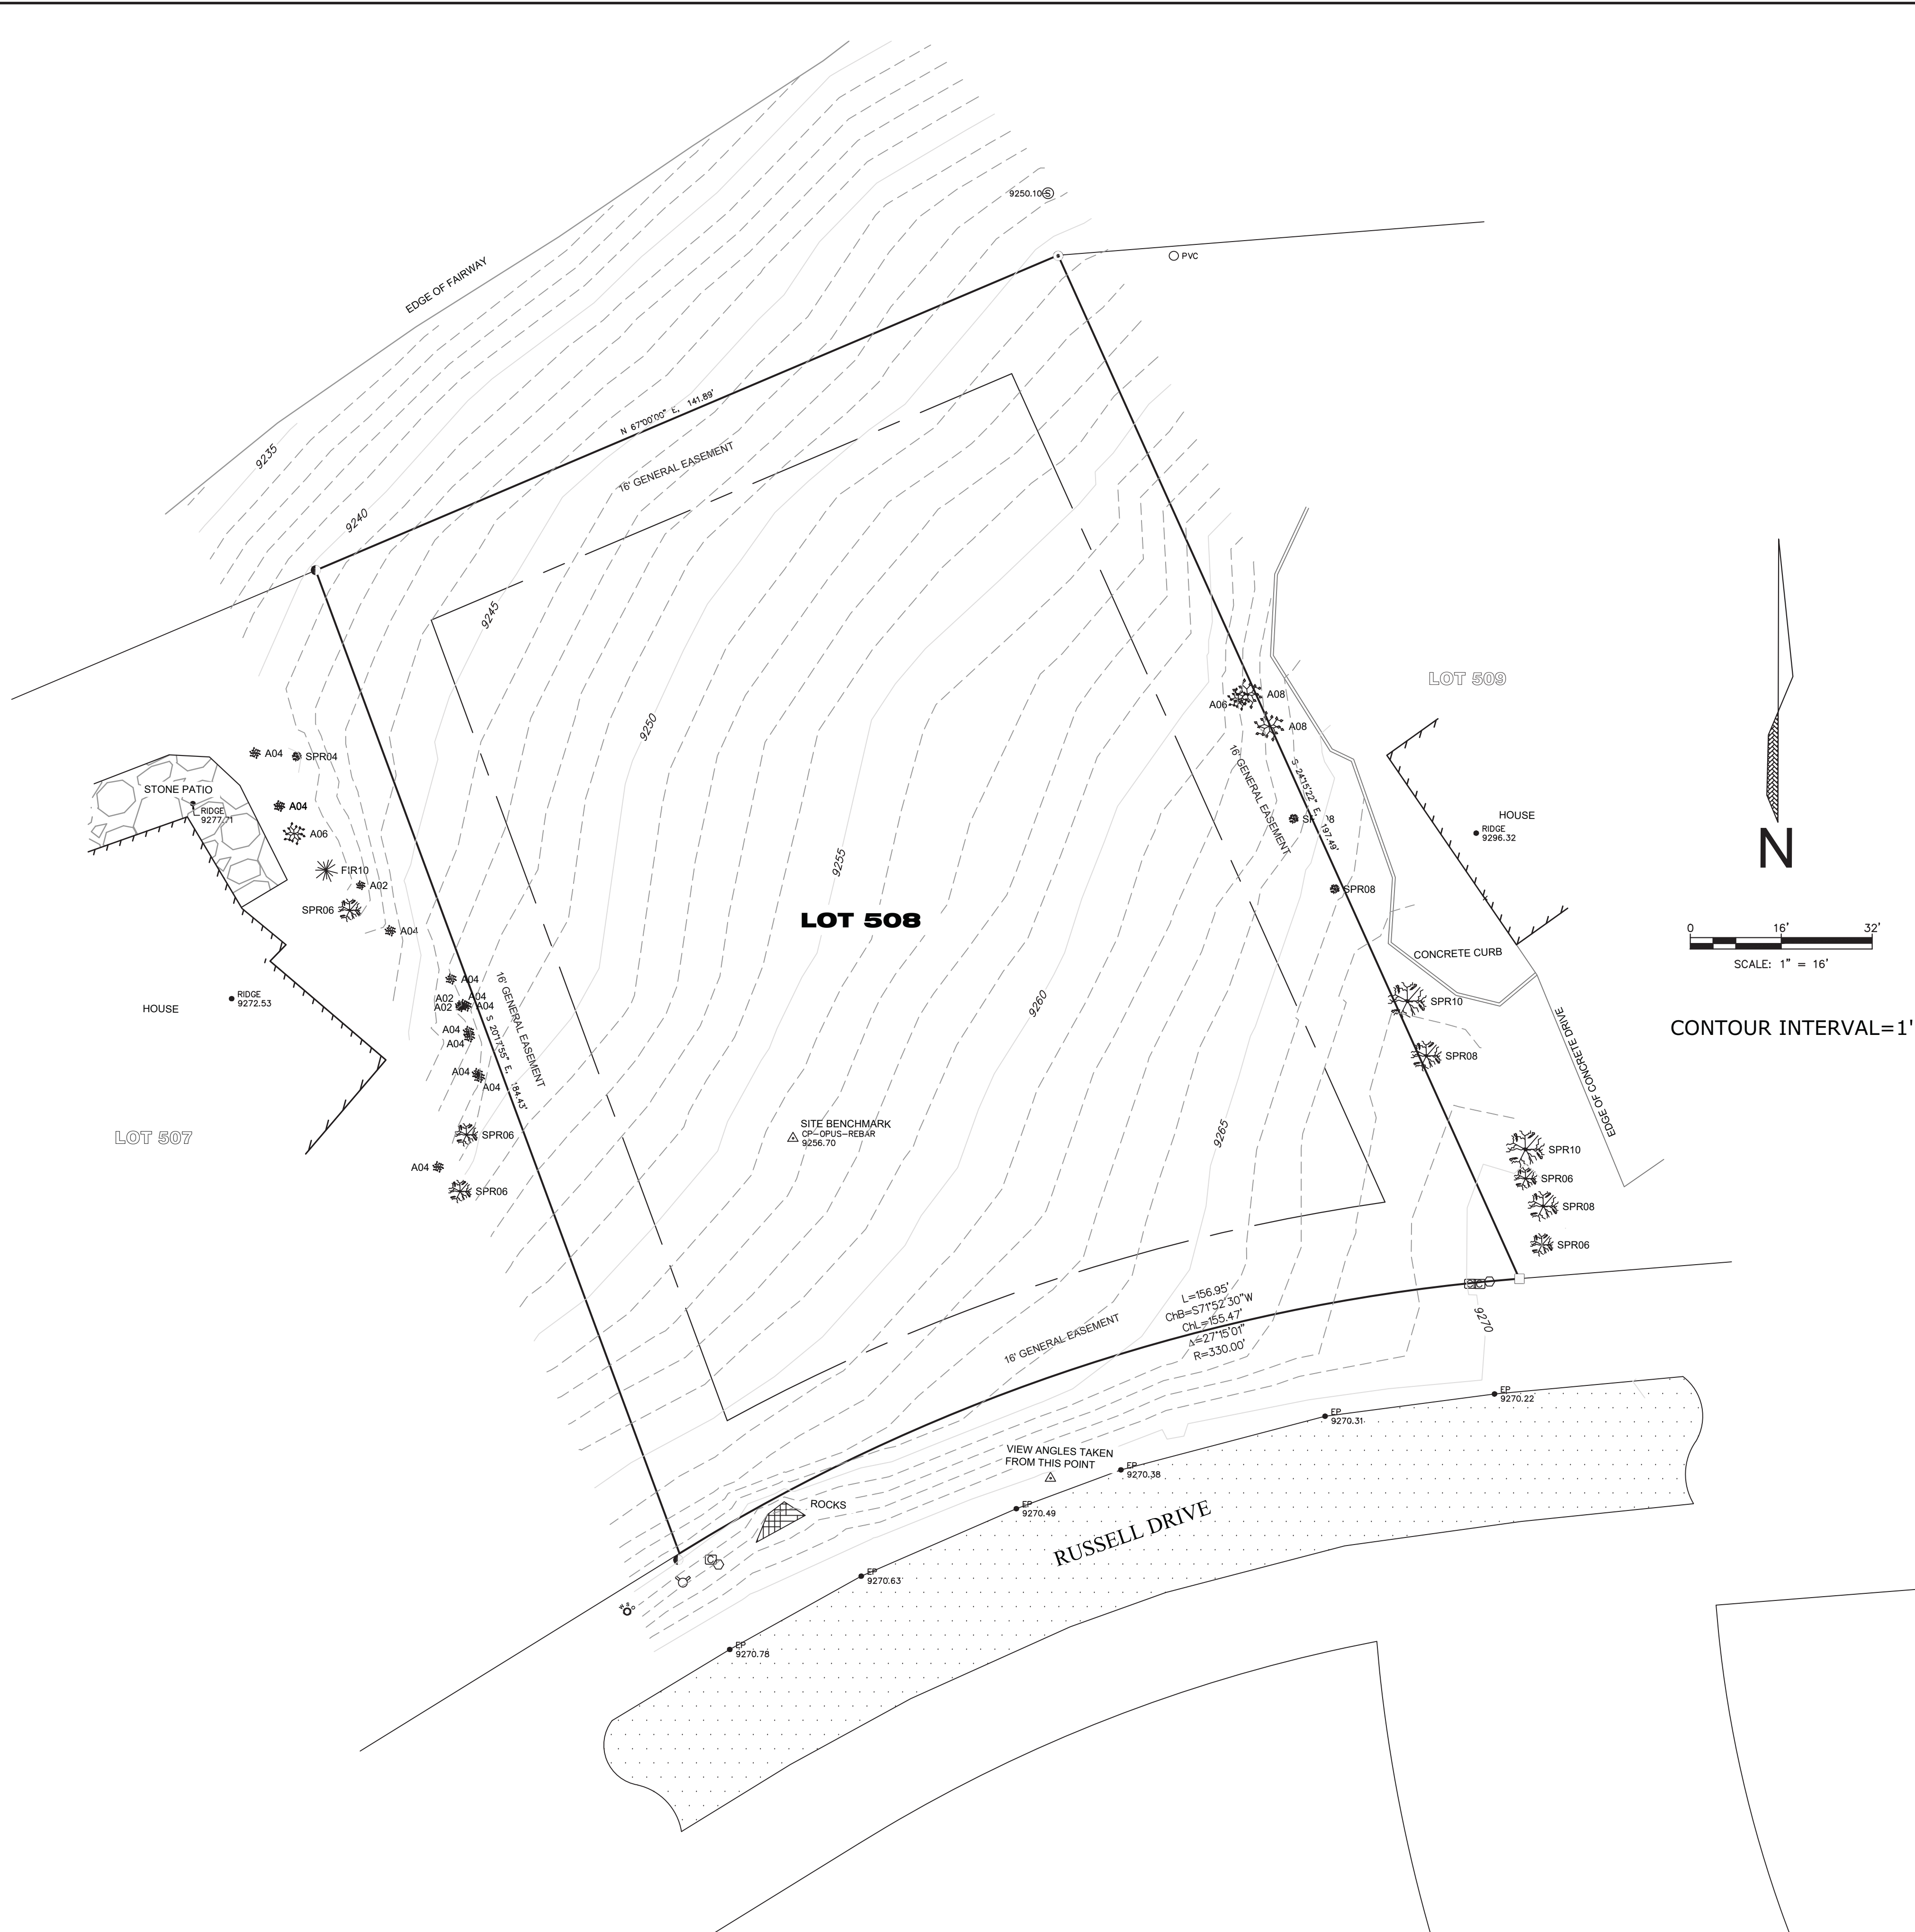 9250.10
S
EDGE OF FAIRWAY
PVC
N 67°00'00" E, 141.89'
16' GENERAL EASEMENT
9235
9240
9245
9250
9255
9260
9265
9270
LOT 509
A06
A08
A08
16' GENERAL EASEMENT
S 24°15'22" E, 197.49'
SPR08
HOUSE
RIDGE
9296.32
CONCRETE CURB
EDGE OF CONCRETE DRIVE
SPR10
SPR08
SPR10
SPR06
SPR08
SPR06
N
0 16' 32'
SCALE: 1" = 16'
CONTOUR INTERVAL=1'
A04
SPR04
STONE PATIO
RIDGE
9277.71
A04
A06
FIR10
A02
SPR06
A04
A04
A02
A04
A02
A04
A04
A04
A04
A04
SPR06
A04
SPR06
16' GENERAL EASEMENT
S 20°17'55" E, 184.43'
HOUSE
RIDGE
9272.53
LOT 507
LOT 508
SITE BENCHMARK
CP-OPUS-REBAR
9256.70
16' GENERAL EASEMENT
L=156.95'
ChB=S71°52'30"W
ChL=155.47'
Δ=27°15'01"
R=330.00'
VIEW ANGLES TAKEN
FROM THIS POINT
ROCKS
EP
9270.22
EP
9270.31
EP
9270.38
EP
9270.49
EP
9270.63
EP
9270.78
RUSSELL DRIVE
C